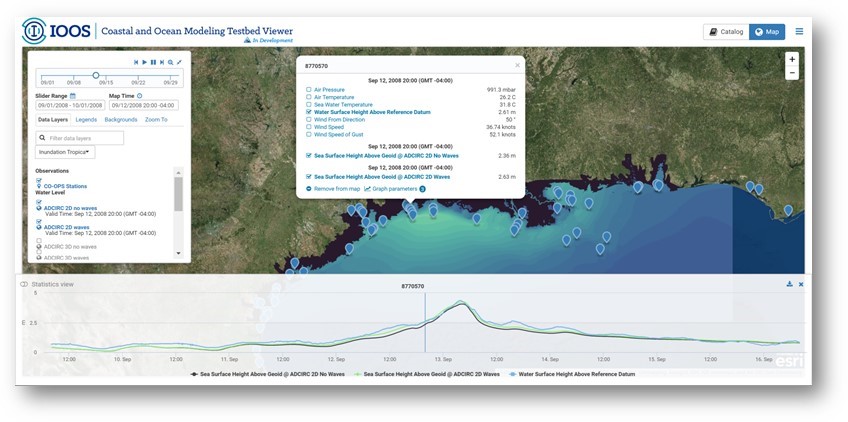 IOOS
Coastal and Ocean Modeling Testbed Viewer
In Development
Catalog
Map
09/01 09/08 09/15 09/22 09/29
Slider Range
Map Time
09/01/2008 - 10/01/2008
09/12/2008 20:00 -04:00
Data Layers Legends Backgrounds Zoom To
Filter data layers
Inundation Tropica
Observations
CO-OPS Stations
Water Level
ADCIRC 2D no waves
Valid Time: Sep 12, 2008 20:00 (GMT -04:00)
ADCIRC 2D waves
Valid Time: Sep 12, 2008 20:00 (GMT -04:00)
ADCIRC 3D no waves
ADCIRC 3D waves
8770570
×
Sep 12, 2008 20:00 (GMT -04:00)
Air Pressure 991.3 mbar
Air Temperature 26.2 C
Sea Water Temperature 31.8 C
Water Surface Height Above Reference Datum 2.61 m
Wind From Direction 50 °
Wind Speed 36.74 knots
Wind Speed of Gust 52.1 knots
Sep 12, 2008 20:00 (GMT -04:00)
Sea Surface Height Above Geoid @ ADCIRC 2D No Waves 2.36 m
Sep 12, 2008 20:00 (GMT -04:00)
Sea Surface Height Above Geoid @ ADCIRC 2D Waves 2.63 m
Remove from map Graph parameters 3
+
−
Statistics view
8770570
5
2.5
0
m
12:00 10. Sep 12:00 11. Sep 12:00 12. Sep 12:00 13. Sep 12:00 14. Sep 12:00 15. Sep 12:00 16. Sep
esri
Sea Surface Height Above Geoid @ ADCIRC 2D No Waves
Sea Surface Height Above Geoid @ ADCIRC 2D Waves
Water Surface Height Above Reference Datum